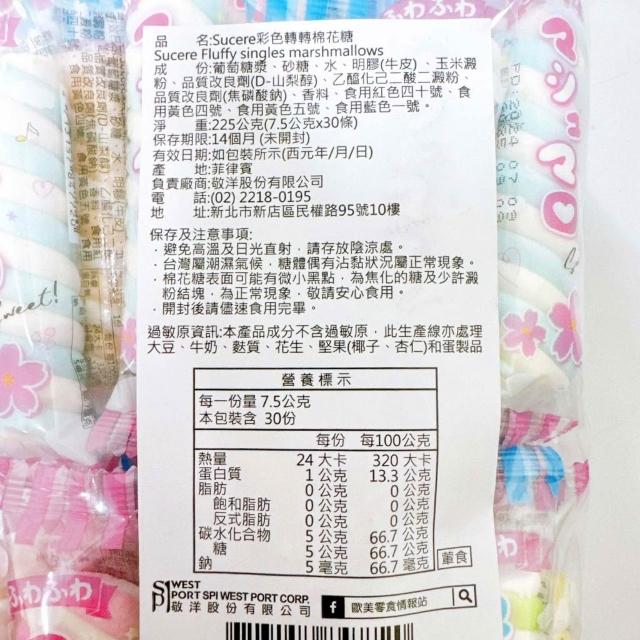 ふわふわ
品　名:Sucere彩色轉轉棉花糖
Sucere Fluffy singles marshmallows
成　份:葡萄糖漿、砂糖、水、明膠(牛皮)、玉米澱
粉、品質改良劑(D-山梨醇)、乙醯化己二酸二澱粉、
品質改良劑(焦磷酸鈉)、香料、食用紅色四十號、食
用黃色四號、食用黃色五號、食用藍色一號。
淨　重:225公克(7.5公克x30條)
保存期限:14個月 (未開封)
有效日期:如包裝所示(西元年/月/日)
產　地:菲律賓
負責廠商:敬洋股份有限公司
電　話:(02) 2218-0195
地　址:新北市新店區民權路95號10樓
保存及注意事項:
．避免高溫及日光直射，請存放陰涼處。
．台灣屬潮濕氣候，糖體偶有沾黏狀況屬正常現象。
．棉花糖表面可能有微小黑點，為焦化的糖及少許澱
粉結塊，為正常現象，敬請安心食用。
．開封後請儘速食用完畢。
過敏原資訊:本產品成分不含過敏原，此生產線亦處理
大豆、牛奶、麩質、花生、堅果(椰子、杏仁)和蛋製品
營養標示
每一份量 7.5公克
本包裝含 30份
每份 每100公克
熱量 24 大卡 320 大卡
蛋白質 1 公克 13.3 公克
脂肪 0 公克 0 公克
飽和脂肪 0 公克 0 公克
反式脂肪 0 公克 0 公克
碳水化合物 5 公克 66.7 公克
糖 5 公克 66.7 公克
鈉 5 毫克 66.7 毫克
葷食
WEST
PORT SPI WEST PORT CORP.
敬洋股份有限公司
f 歐美零食情報站
マシュマロ
weet!
ふわふわ
わ